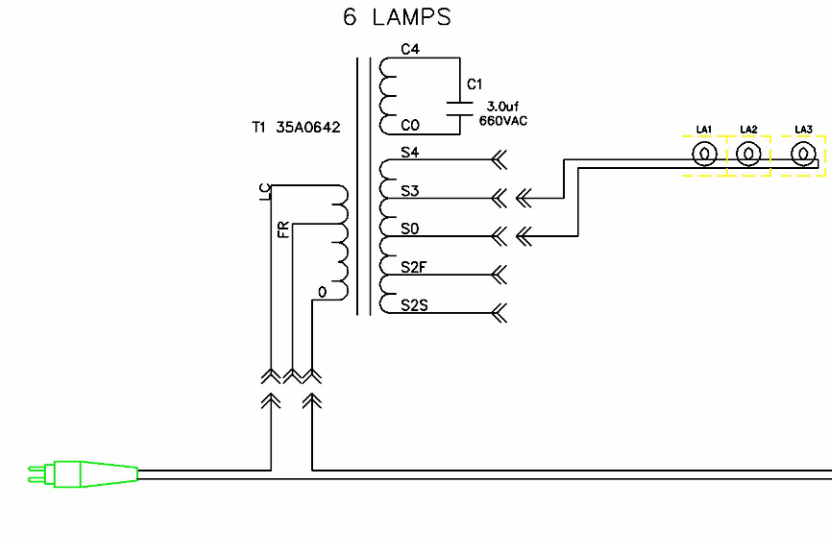 6 LAMPS
C4
C1
3.0uf
660VAC
T1 35A0642
C0
LA1 LA2 LA3
S4
LC
S3
FR
S0
S2F
0
S2S